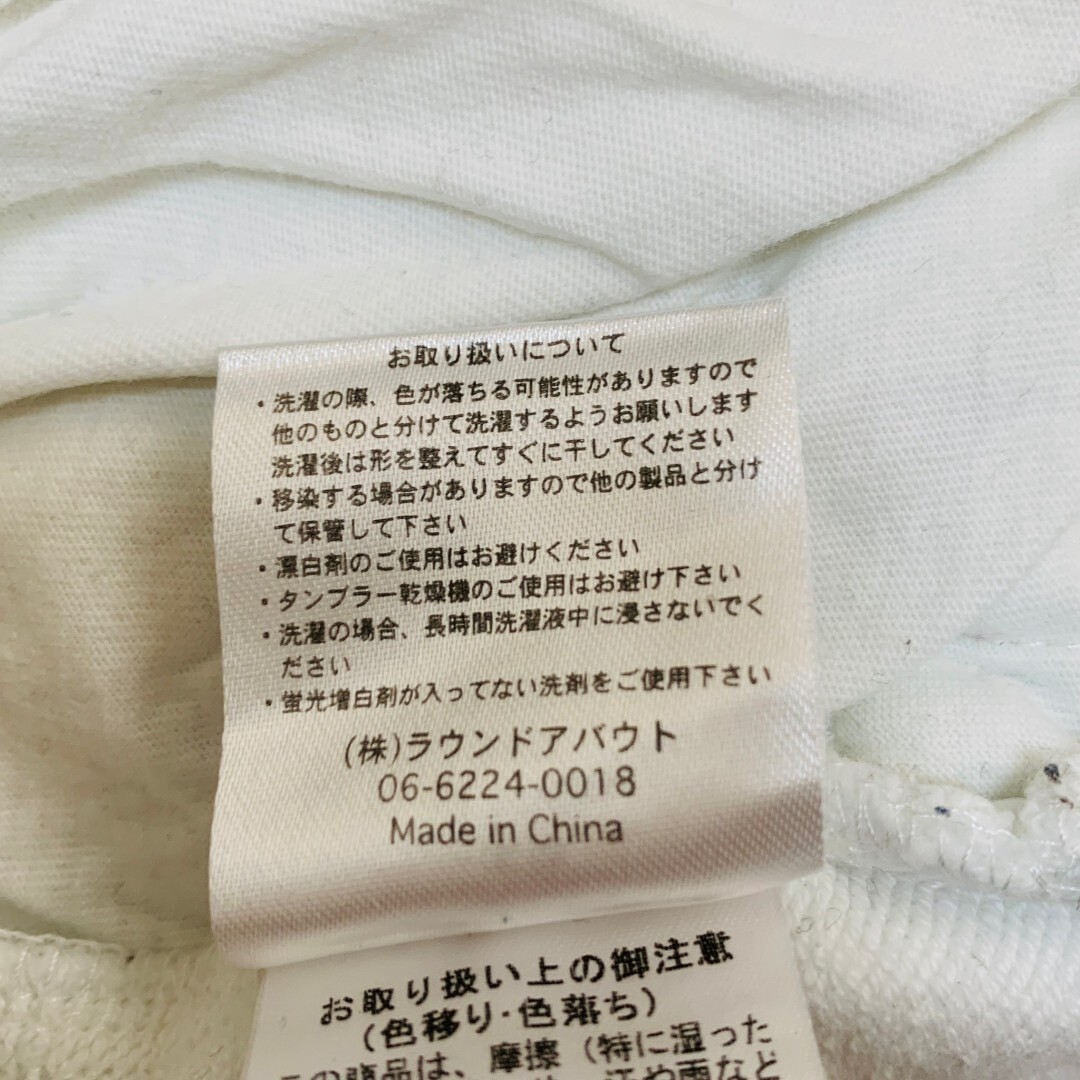 お取り扱いについて
・洗濯の際、色が落ちる可能性がありますので
他のものと分けて洗濯するようお願いします
洗濯後は形を整えてすぐに干してください
・移染する場合がありますので他の製品と分け
て保管して下さい
・漂白剤のご使用はお避けください
・タンブラー乾燥機のご使用はお避け下さい
・洗濯の場合、長時間洗濯液中に浸さないでく
ださい
・蛍光増白剤が入ってない洗剤をご使用下さい
(株)ラウンドアバウト
06-6224-0018
Made in China
お取り扱い上の御注意
(色移り・色落ち)
この商品は、摩擦（特に湿った
汗や雨など